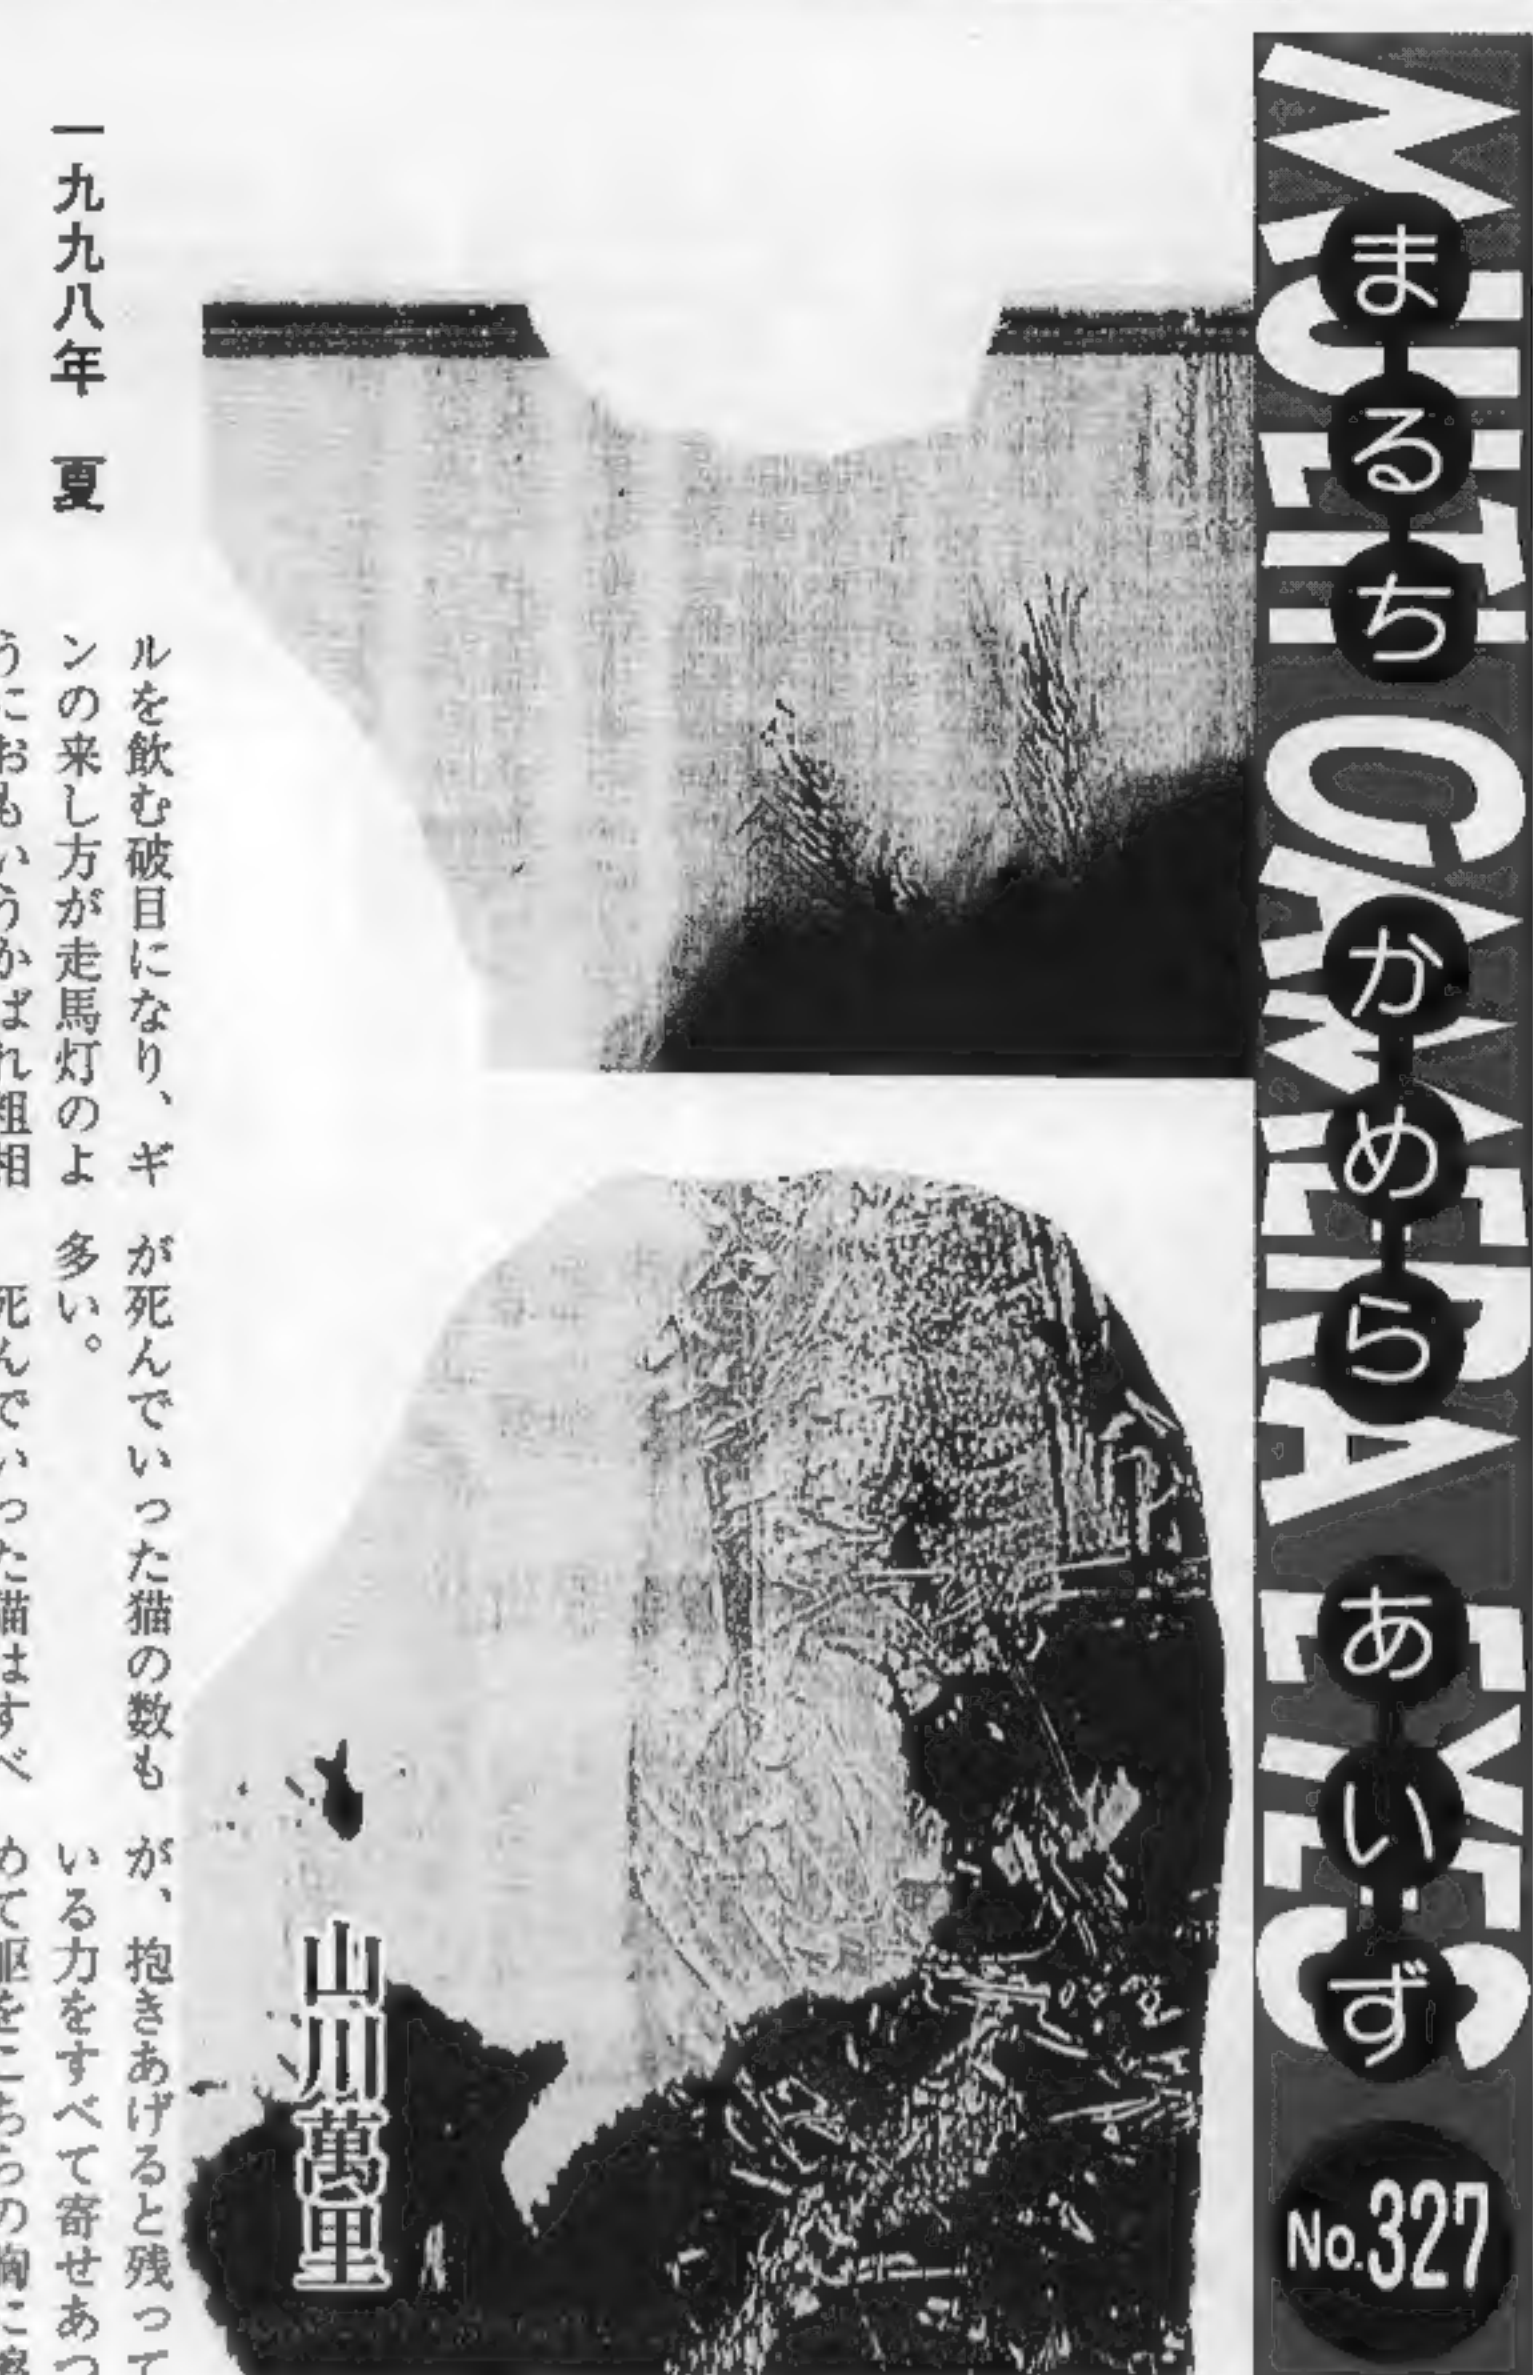 MULTI CAMERA EYES
まるち かめら あいず
No.327
山川萬里
一九九八年 夏
ルを飲む破目になり、ギ
ンの来し方が走馬灯のよ
うにおもいうかばれ粗相
が死んでいった猫の数も
多い。
死んでいった猫はすべ
が、抱きあげると残って
いる力をすべて寄せあつ
めて躯をこちらの胸に